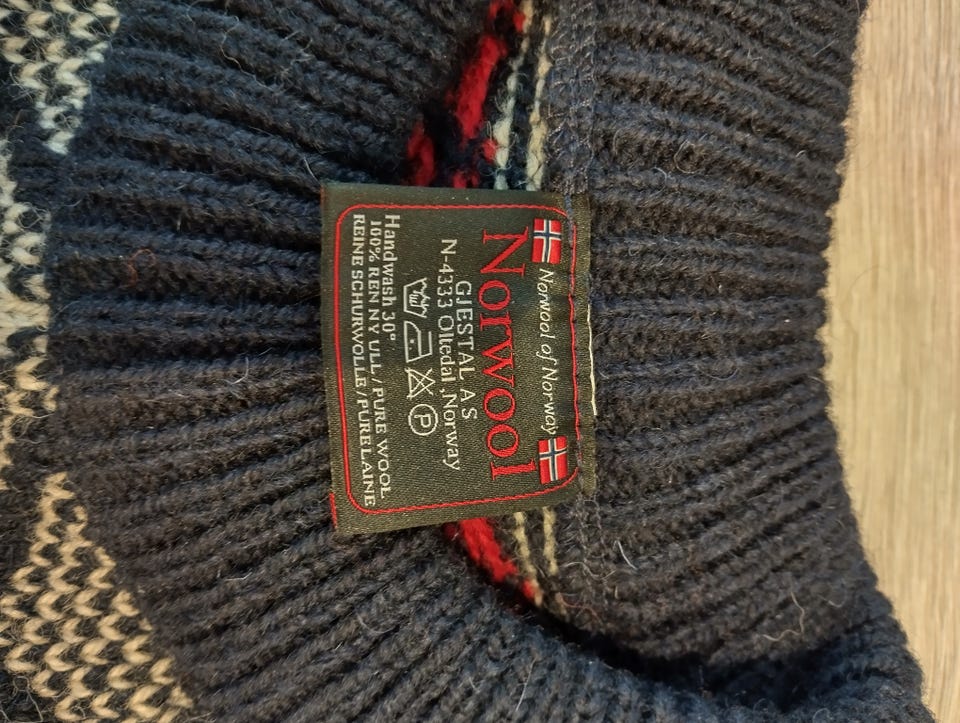 Norwool of Norway
Norwool
GJESTAL AS
N-4333 Oltedal ,Norway
P
Handwash 30°
100% REN NY ULL / PURE WOOL
REINE SCHURWOLLE / PURE LAINE